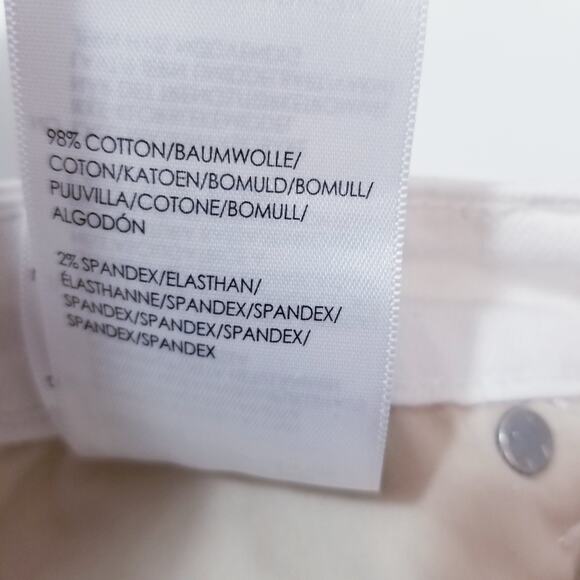 98% COTTON/BAUMWOLLE/
COTON/KATOEN/BOMULD/BOMULL/
PUUVILLA/COTONE/BOMULL/
ALGODÓN
2% SPANDEX/ELASTHAN/
ÉLASTHANNE/SPANDEX/SPANDEX/
SPANDEX/SPANDEX/SPANDEX/
SPANDEX/SPANDEX